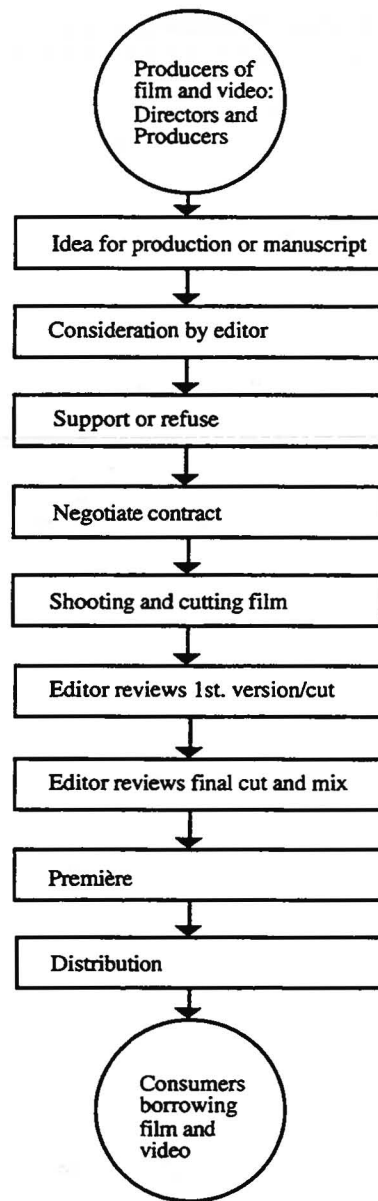 Producers of
film and video:
Directors and
Producers
Idea for production or manuscript
Consideration by editor
Support or refuse
Negotiate contract
Shooting and cutting film
Editor reviews 1st. version/cut
Editor reviews final cut and mix
Première
Distribution
Consumers
borrowing
film and
video